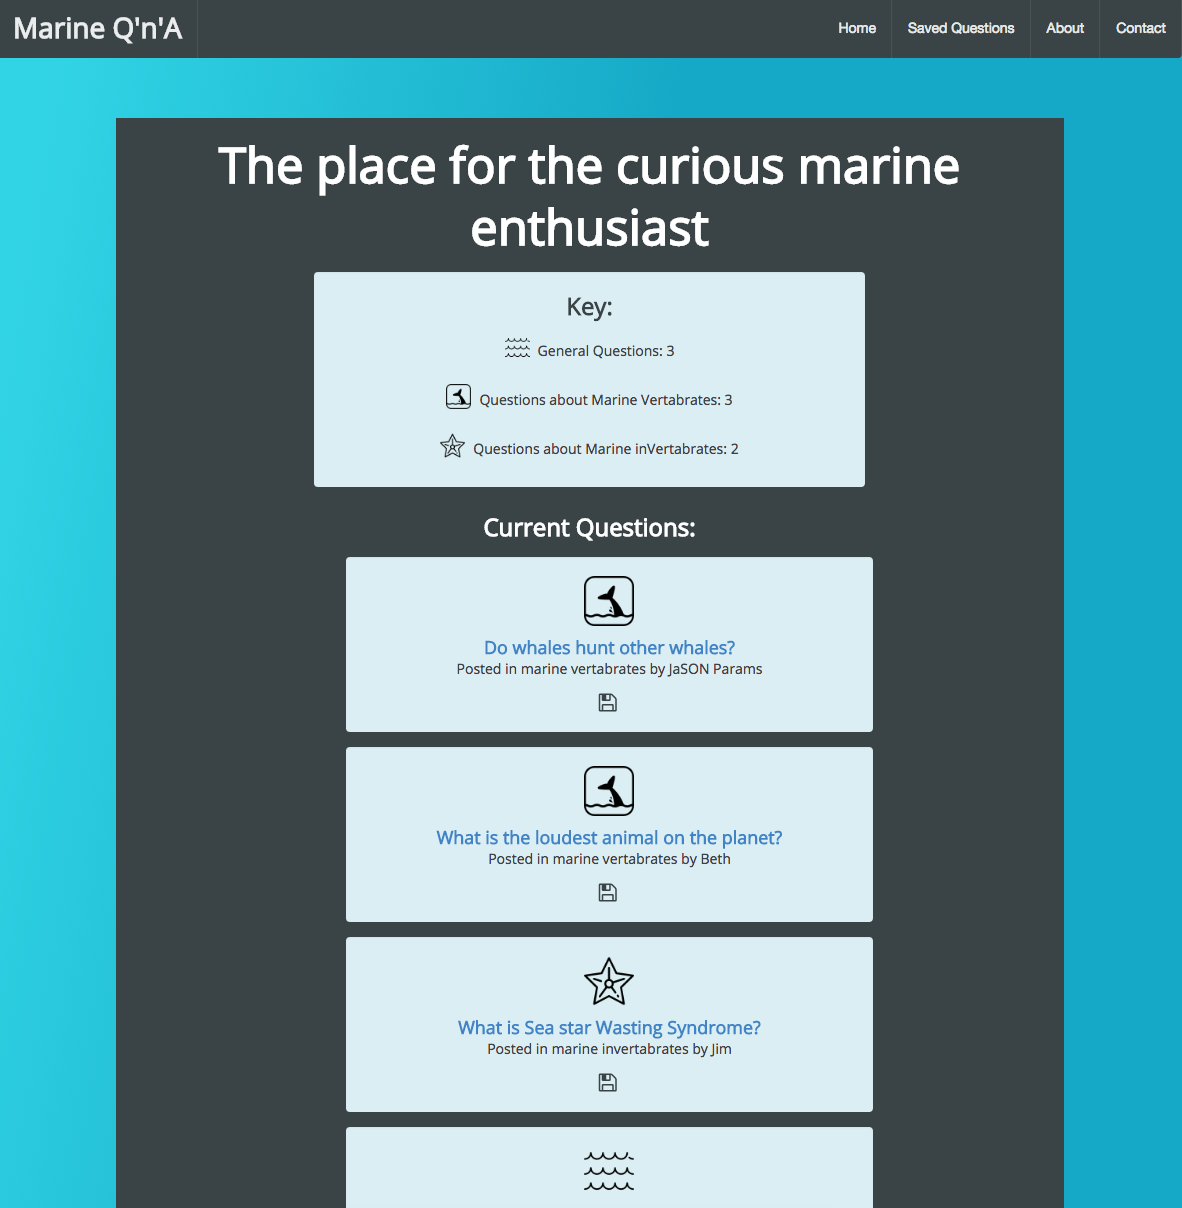 Marine Q'n'A
Home
Saved Questions
About
Contact
The place for the curious marine
enthusiast
Key:
General Questions: 3
Questions about Marine Vertabrates: 3
Questions about Marine inVertabrates: 2
Current Questions:
Do whales hunt other whales?
Posted in marine vertabrates by JaSON Params
What is the loudest animal on the planet?
Posted in marine vertabrates by Beth
What is Sea star Wasting Syndrome?
Posted in marine invertabrates by Jim